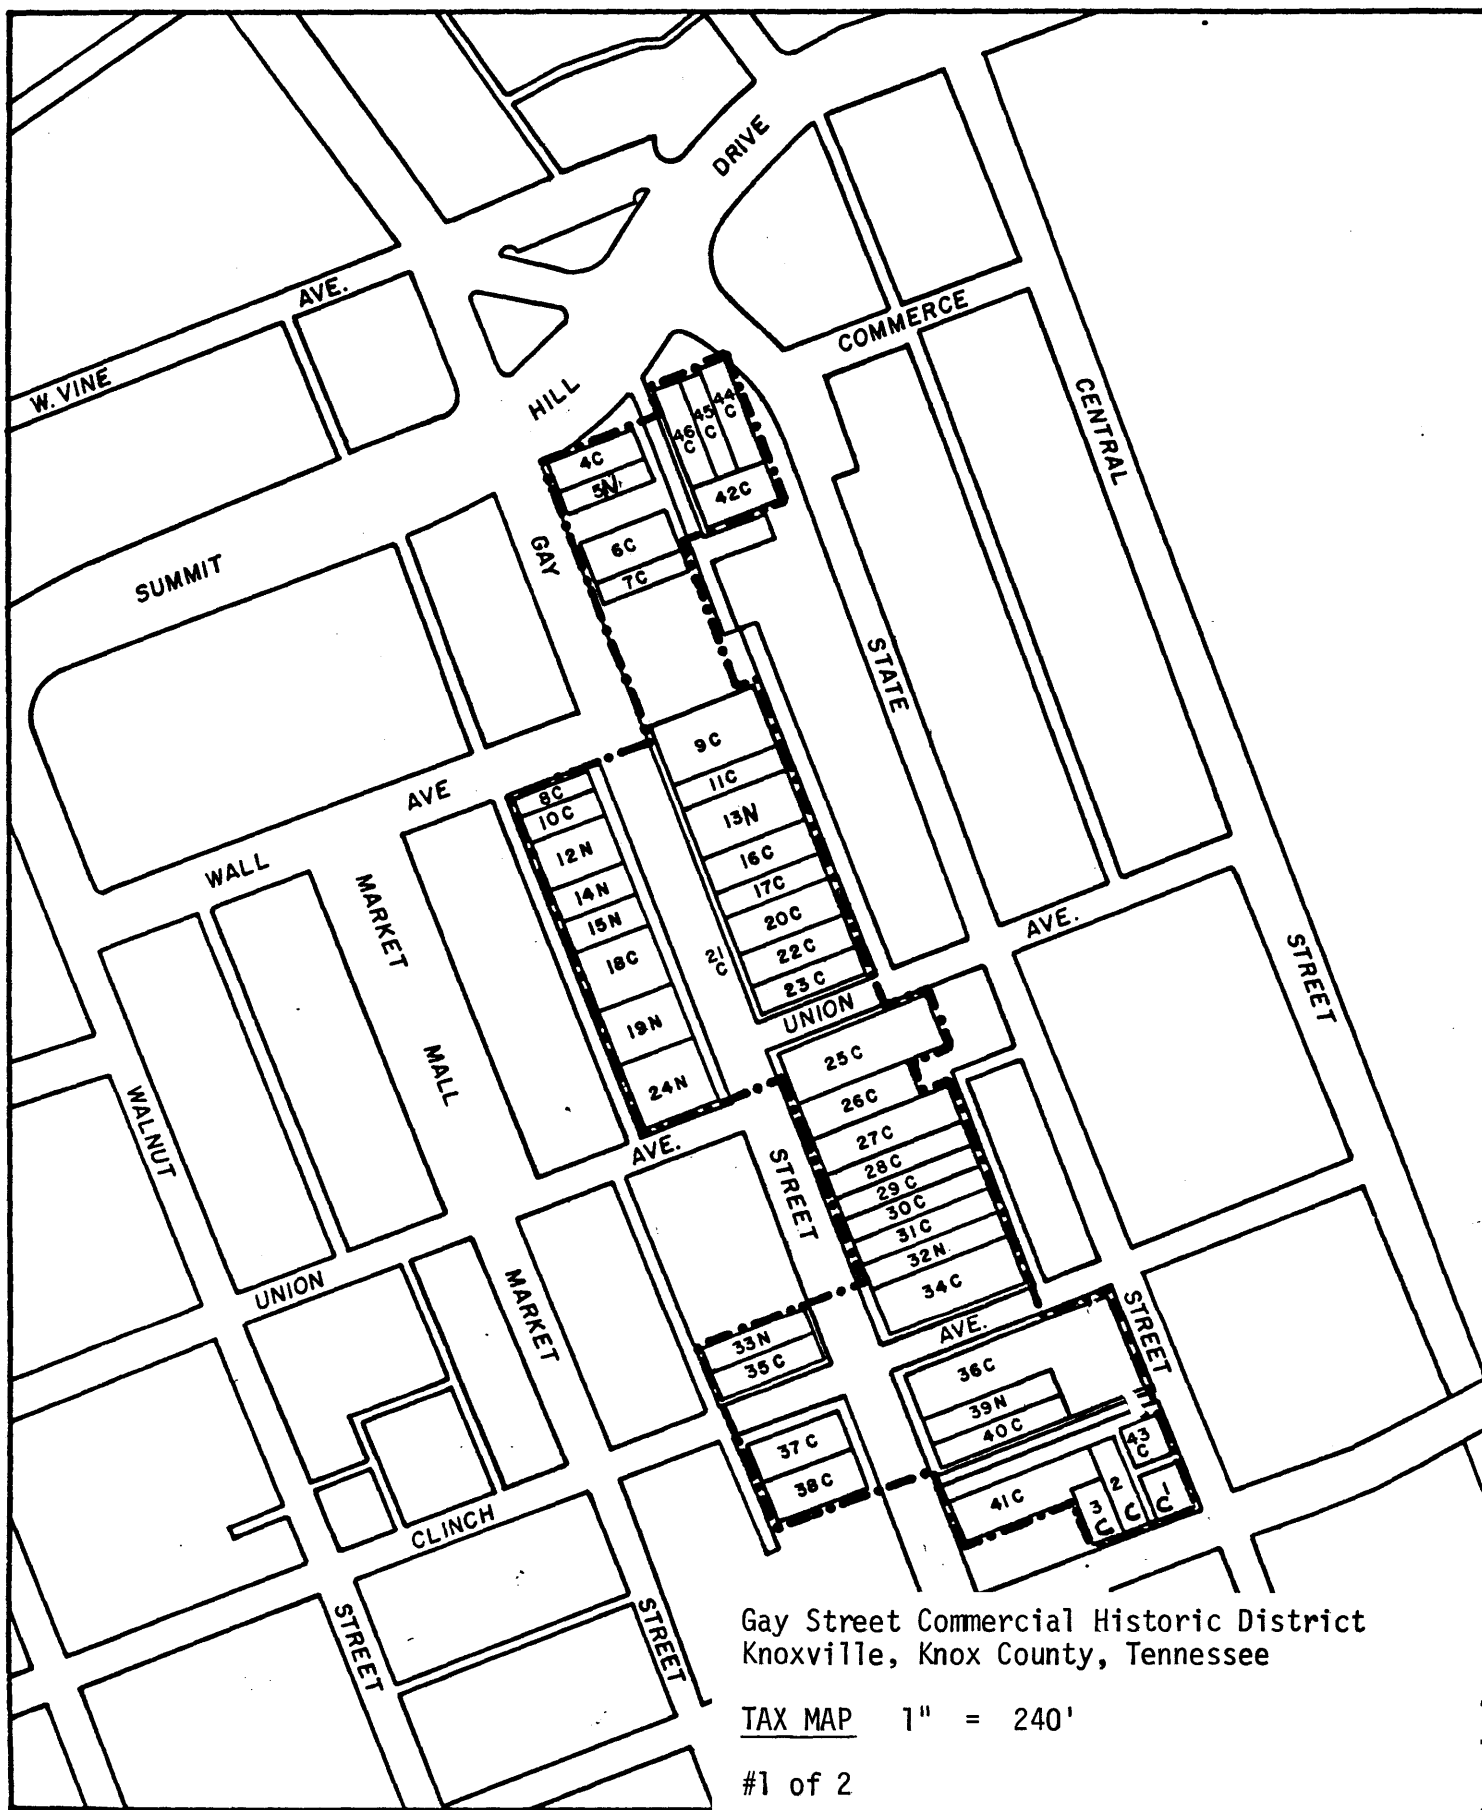 DRIVE
AVE.
COMMERCE
W. VINE
HILL
CENTRAL
44 C
45 C
46 C
4C
5N
42C
GAY
6C
7C
SUMMIT
STATE
9C
11C
AVE
8C
10C
13N
12N
16C
WALL
MARKET
14N
17C
15N
20C
AVE.
18C
21 C
22C
STREET
23C
UNION
19N
25C
MALL
24N
26C
WALNUT
27C
AVE.
28C
STREET
29C
30C
31C
32N
34C
UNION
MARKET
STREET
AVE.
33N
35C
36C
39N
40C
37C
43 C
38C
41C
2 C
1 C
3 C
CLINCH
STREET
STREET
Gay Street Commercial Historic District
Knoxville, Knox County, Tennessee
TAX MAP 1" = 240'
#1 of 2